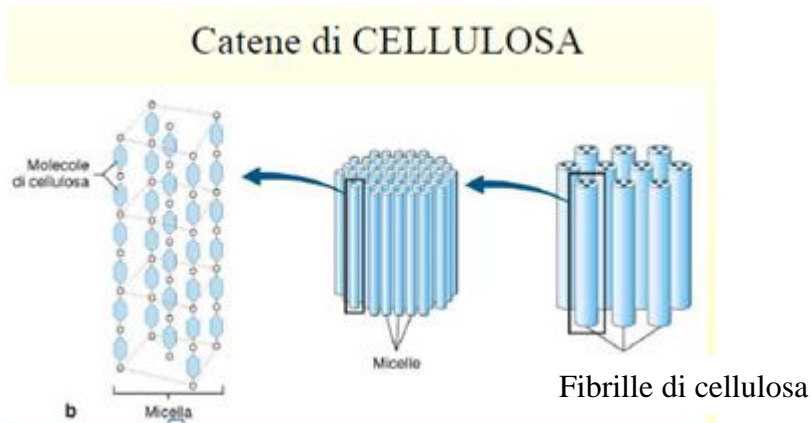 Catene di CELLULOSA
Molecole
di cellulosa
Micelle
Fibrille di cellulosa
b
Micella